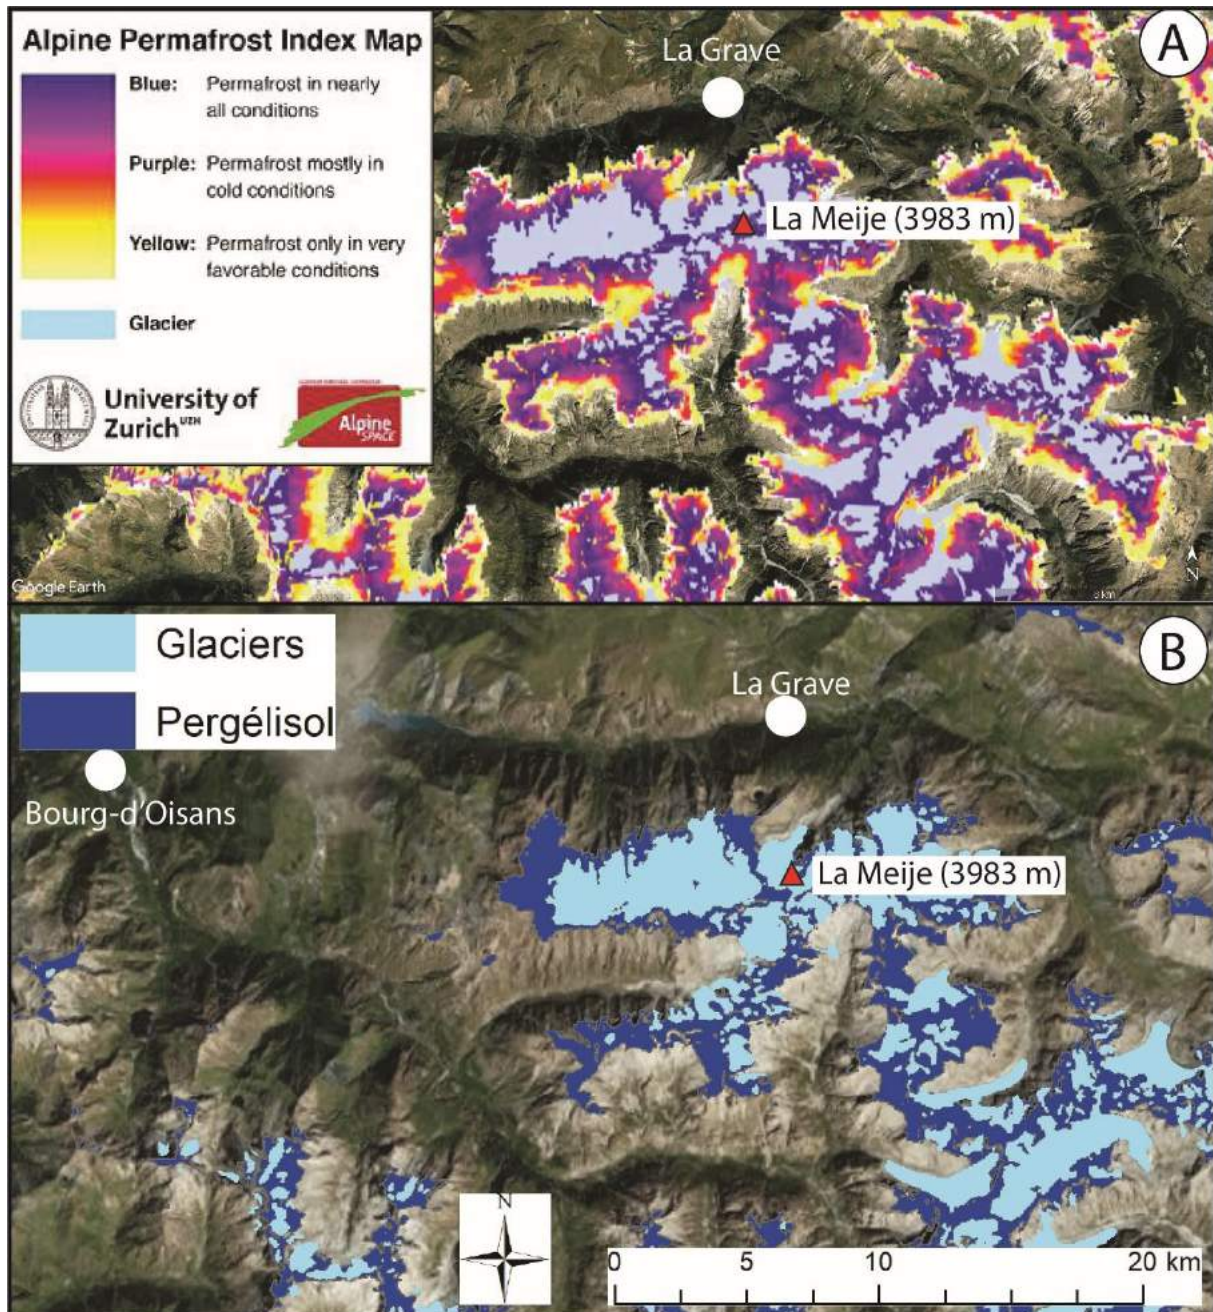 Alpine Permafrost Index Map
Blue: Permafrost in nearly
all conditions
Purple: Permafrost mostly in
cold conditions
Yellow: Permafrost only in very
favorable conditions
Glacier
University of
Zurich UZH
Alpine
SPACE
La Grave
A
La Meije (3983 m)
Google Earth
N
km
Glaciers
Pergélisol
B
La Grave
Bourg-d'Oisans
La Meije (3983 m)
N
0 5 10 20 km